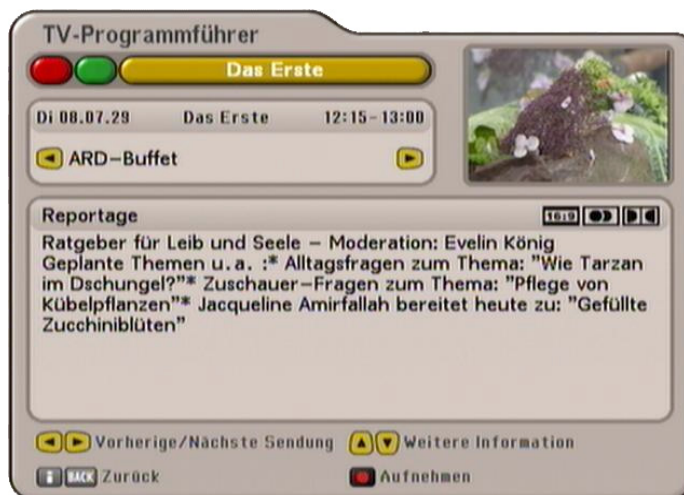 TV-Programmführer
Das Erste
Di 08.07.29 Das Erste 12:15-13:00
ARD-Buffet
Reportage 16:9
Ratgeber für Leib und Seele – Moderation: Evelin König
Geplante Themen u. a. :* Alltagsfragen zum Thema: "Wie Tarzan
im Dschungel?"* Zuschauer-Fragen zum Thema: "Pflege von
Kübelpflanzen"* Jacqueline Amirfallah bereitet heute zu: "Gefüllte
Zucchiniblüten"
Vorherige/Nächste Sendung Weitere Information
i BACK Zurück Aufnehmen